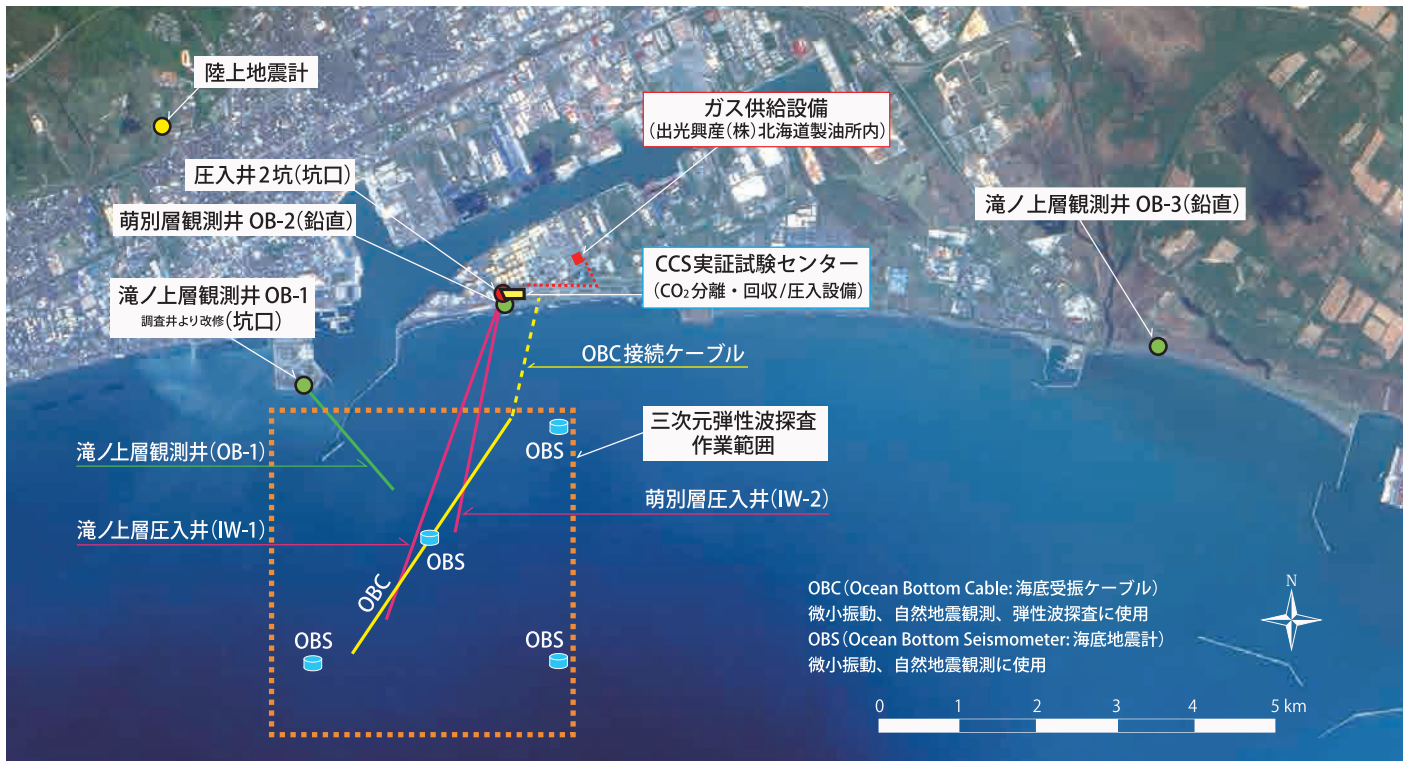 陸上地震計
ガス供給設備
(出光興産(株)北海道製油所内)
圧入井2坑(坑口)
萌別層観測井 OB-2(鉛直)
滝ノ上層観測井 OB-3(鉛直)
CCS実証試験センター
(CO₂分離・回収/圧入設備)
滝ノ上層観測井 OB-1
調査井より改修(坑口)
OBC接続ケーブル
三次元弾性波探査
作業範囲
OBS
滝ノ上層観測井(OB-1)
萌別層圧入井(IW-2)
滝ノ上層圧入井(IW-1)
OBS
OBC
OBS
OBS
OBC(Ocean Bottom Cable: 海底受振ケーブル)
微小振動、自然地震観測、弾性波探査に使用
OBS(Ocean Bottom Seismometer: 海底地震計)
微小振動、自然地震観測に使用
N
0 1 2 3 4 5 km